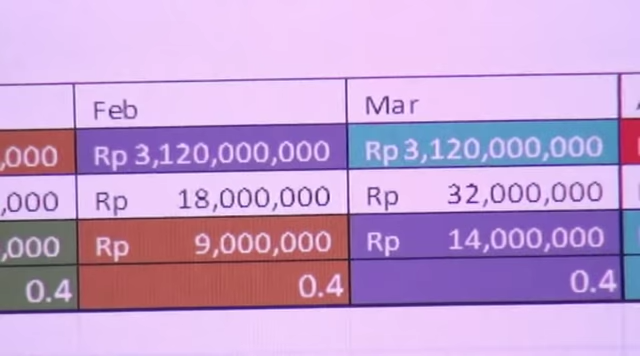 Feb Mar
,000 Rp 3,120,000,000 Rp 3,120,000,000
,000 Rp 18,000,000 Rp 32,000,000
,000 Rp 9,000,000 Rp 14,000,000
0.4 0.4 0.4